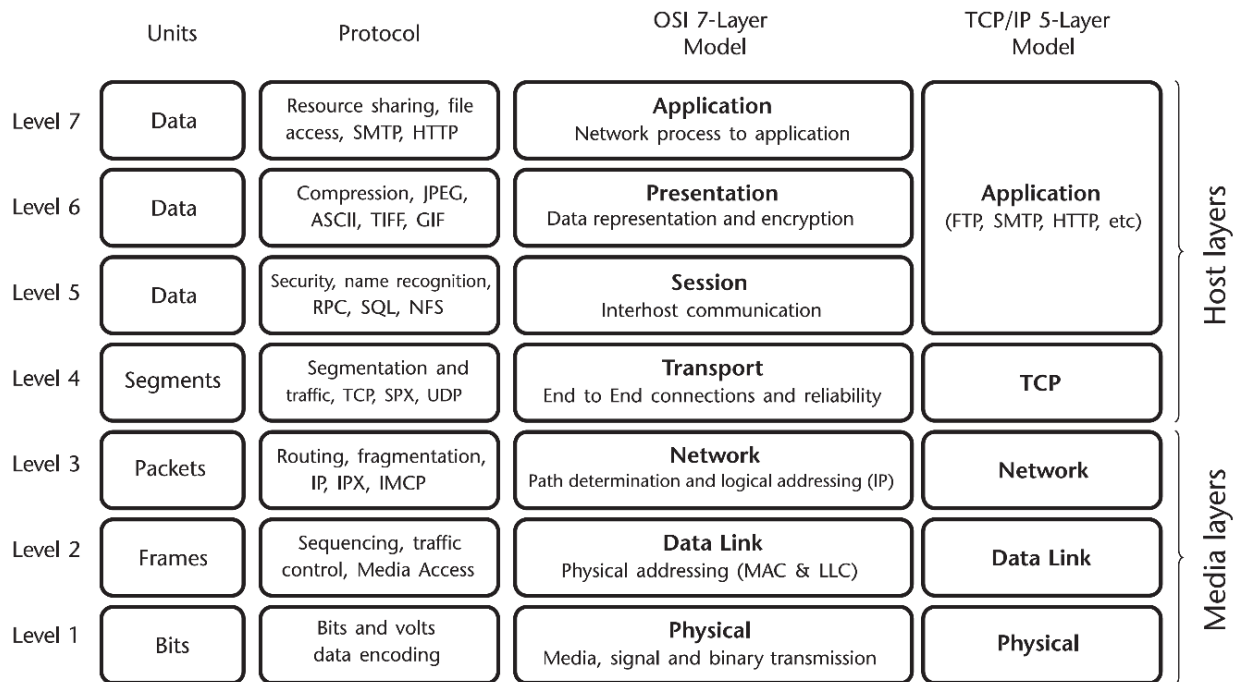 Units
Protocol
OSI 7-Layer
Model
TCP/IP 5-Layer
Model
Level 7
Data
Resource sharing, file
access, SMTP, HTTP
Application
Network process to application
Level 6
Data
Compression, JPEG,
ASCII, TIFF, GIF
Presentation
Data representation and encryption
Application
(FTP, SMTP, HTTP, etc)
Level 5
Data
Security, name recognition,
RPC, SQL, NFS
Session
Interhost communication
Level 4
Segments
Segmentation and
traffic, TCP, SPX, UDP
Transport
End to End connections and reliability
TCP
Host layers
Level 3
Packets
Routing, fragmentation,
IP, IPX, IMCP
Network
Path determination and logical addressing (IP)
Network
Level 2
Frames
Sequencing, traffic
control, Media Access
Data Link
Physical addressing (MAC & LLC)
Data Link
Level 1
Bits
Bits and volts
data encoding
Physical
Media, signal and binary transmission
Physical
Media layers